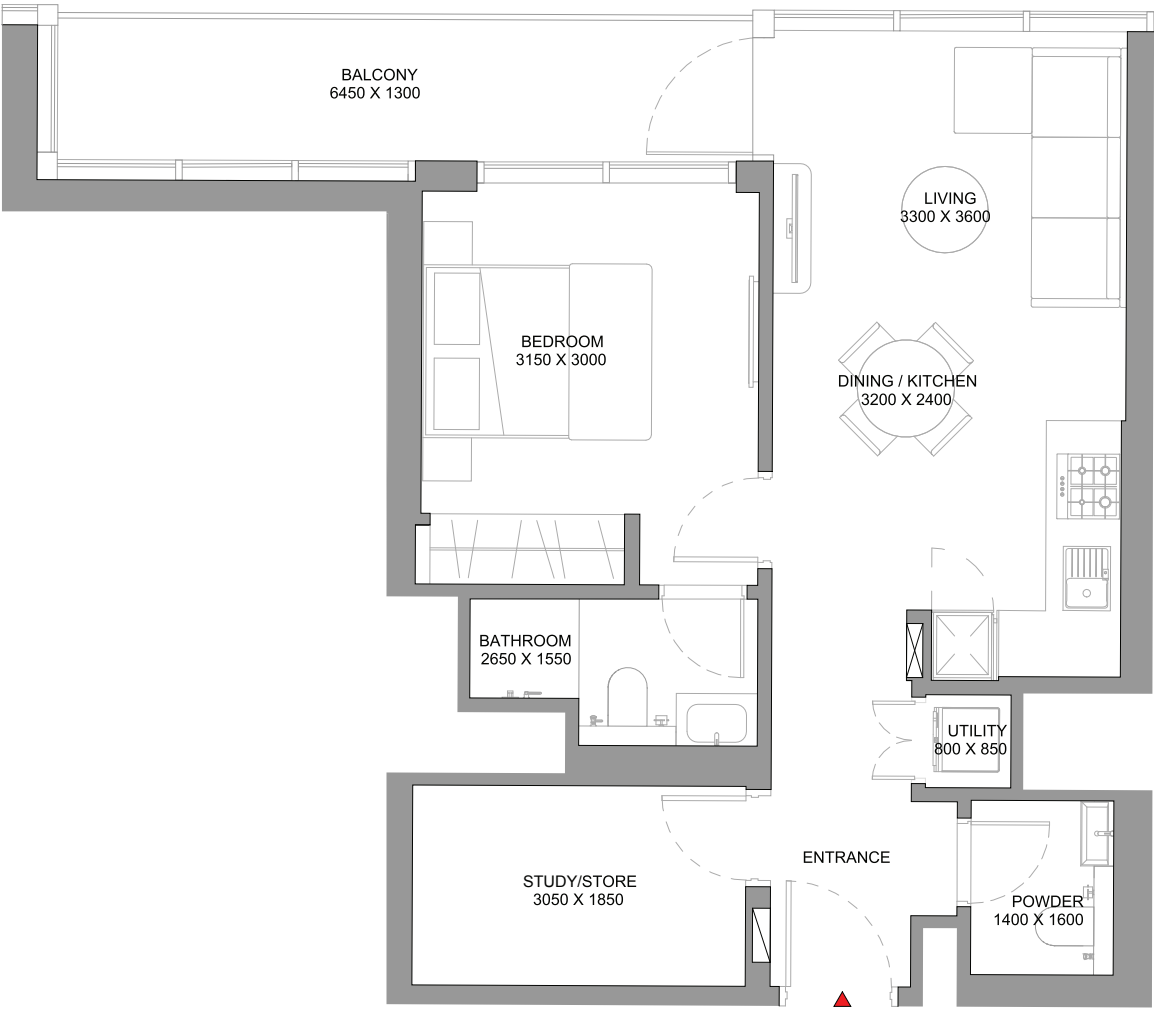 BALCONY
6450 X 1300
LIVING
3300 X 3600
BEDROOM
3150 X 3000
DINING / KITCHEN
3200 X 2400
BATHROOM
2650 X 1550
UTILITY
800 X 850
ENTRANCE
STUDY/STORE
3050 X 1850
POWDER
1400 X 1600